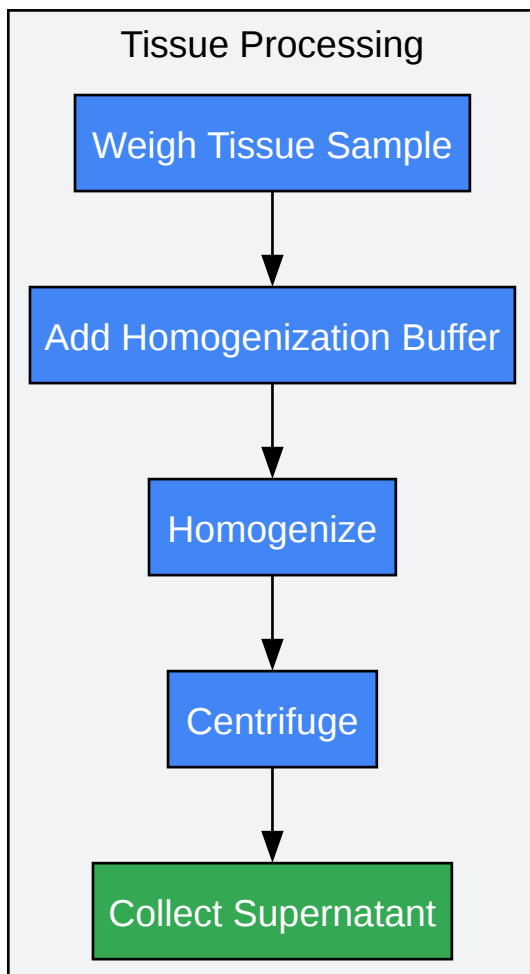 Tissue Processing
Weigh Tissue Sample
Add Homogenization Buffer
Homogenize
Centrifuge
Collect Supernatant